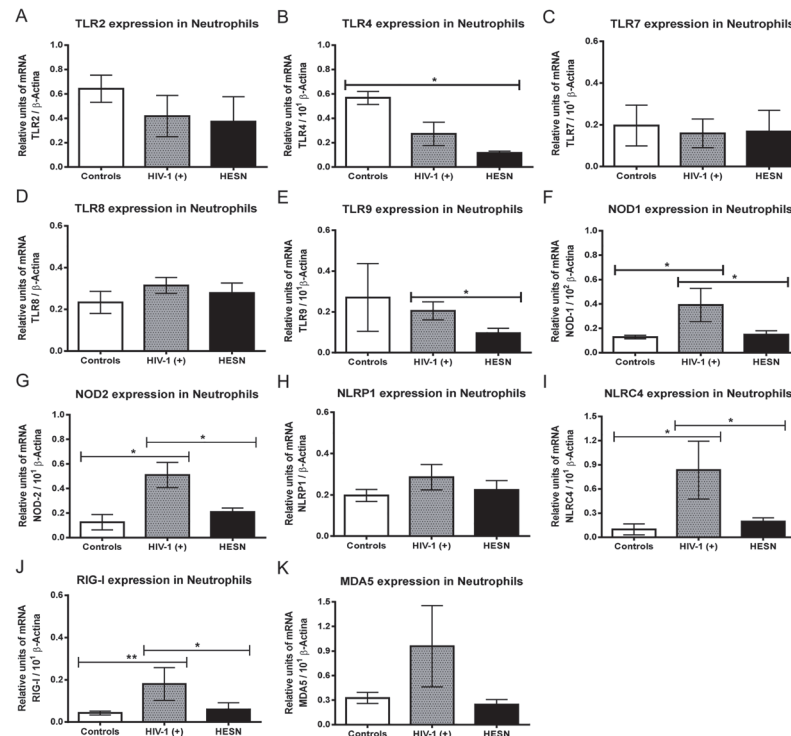 A
TLR2 expression in Neutrophils
Relative units of mRNA
TLR2 / β-Actina
1.0
0.8
0.6
0.4
0.2
0.0
Controls HIV-1 (+) HESN
B
TLR4 expression in Neutrophils
Relative units of mRNA
TLR4 / 10¹ β-Actina
1.0
0.8
0.6
0.4
0.2
0.0
*
Controls HIV-1 (+) HESN
C
TLR7 expression in Neutrophils
Relative units of mRNA
TLR7 / 10¹ β-Actina
0.6
0.4
0.2
0.0
Controls HIV-1 (+) HESN
D
TLR8 expression in Neutrophils
Relative units of mRNA
TLR8 / β-Actina
0.6
0.4
0.2
0.0
Controls HIV-1 (+) HESN
E
TLR9 expression in Neutrophils
Relative units of mRNA
TLR9 / 10¹β-Actina
0.6
0.4
0.2
0.0
*
Controls HIV-1 (+) HESN
F
NOD1 expression in Neutrophils
Relative units of mRNA
NOD-1 / 10² β-Actina
1.0
0.8
0.6
0.4
0.2
0.0
*
*
Controls HIV-1 (+) HESN
G
NOD2 expression in Neutrophils
Relative units of mRNA
NOD-2 / 10¹ β-Actina
1.0
0.8
0.6
0.4
0.2
0.0
*
*
Controls HIV-1 (+) HESN
H
NLRP1 expression in Neutrophils
Relative units of mRNA
NLRP1 / β-Actina
0.6
0.4
0.2
0.0
Controls HIV-1 (+) HESN
I
NLRC4 expression in Neutrophils
Relative units of mRNA
NLRC4 / 10¹ β-Actina
1.5
1.2
0.9
0.6
0.3
0.0
*
*
Controls HIV-1 (+) HESN
J
RIG-I expression in Neutrophils
Relative units of mRNA
RIG-I / 10¹ β-Actina
0.6
0.4
0.2
0.0
**
*
Controls HIV-1 (+) HESN
K
MDA5 expression in Neutrophils
Relative units of mRNA
MDA5 / 10¹ β-Actina
1.5
1.2
0.9
0.6
0.3
0.0
Controls HIV-1 (+) HESN